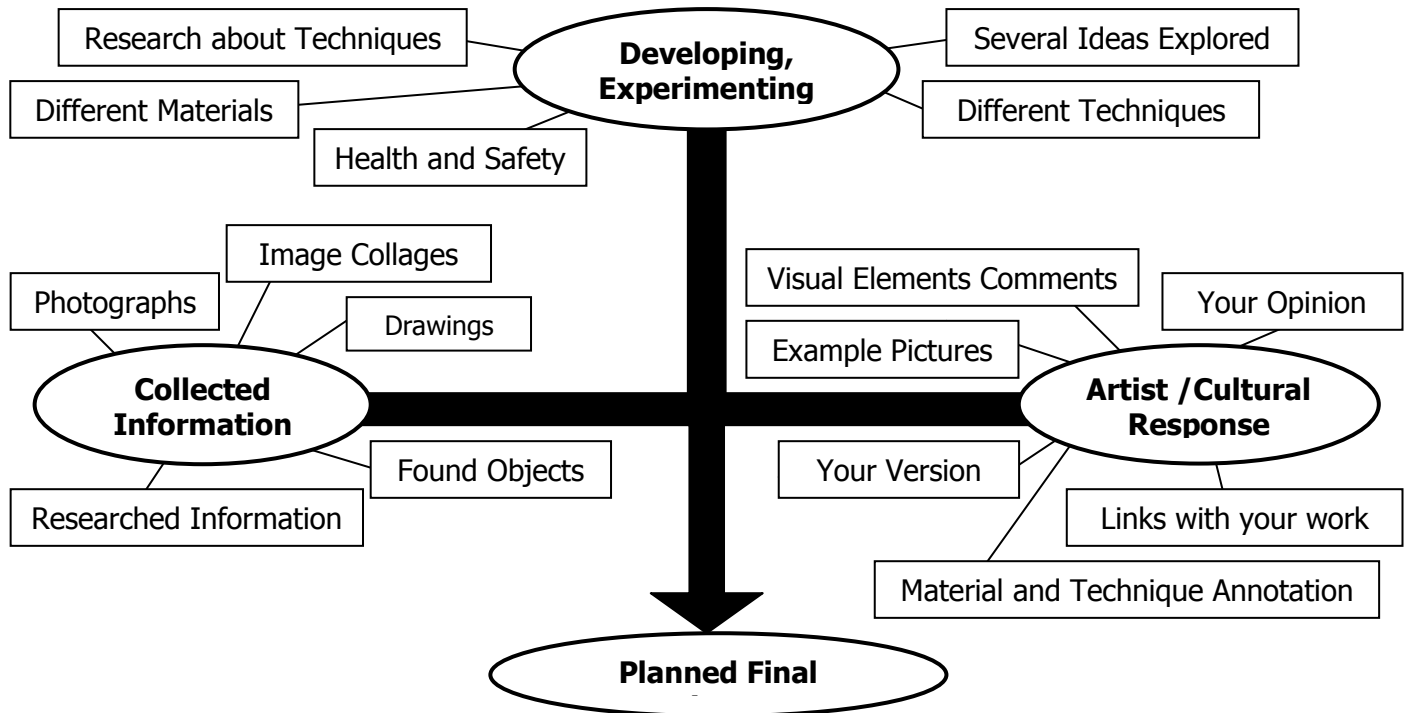 Research about Techniques
Developing,
Experimenting
Several Ideas Explored
Different Materials
Different Techniques
Health and Safety
Image Collages
Photographs
Drawings
Collected
Information
Found Objects
Researched Information
Visual Elements Comments
Your Opinion
Example Pictures
Artist /Cultural
Response
Your Version
Links with your work
Material and Technique Annotation
Planned Final